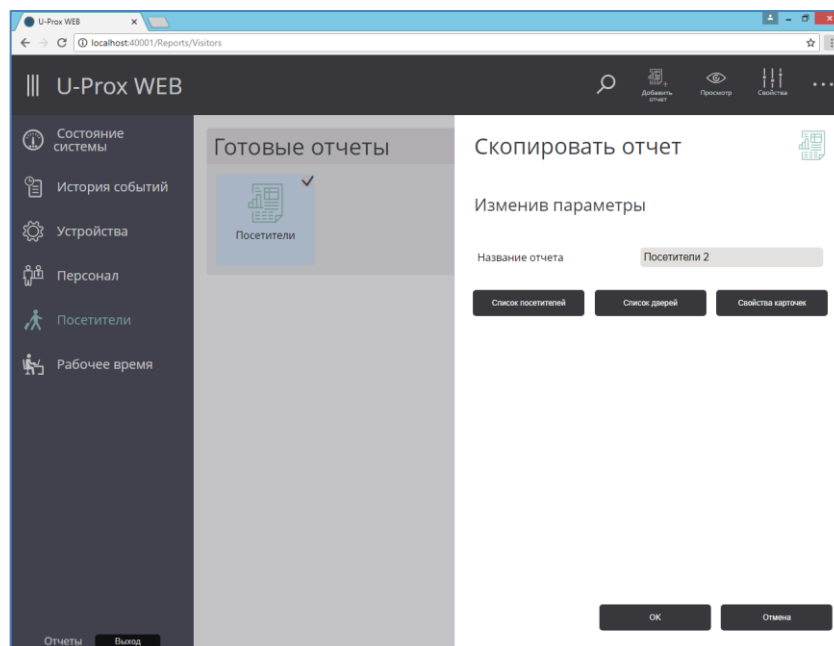 U-Prox WEB
localhost:40001/Reports/Visitors
U-Prox WEB
Добавить
отчет
Просмотр
Свойства
Состояние
системы
История событий
Устройства
Персонал
Посетители
Рабочее время
Отчеты
Выход
Готовые отчеты
Посетители
Скопировать отчет
Изменив параметры
Название отчета
Посетители 2
Список посетителей
Список дверей
Свойства карточек
ОК
Отмена